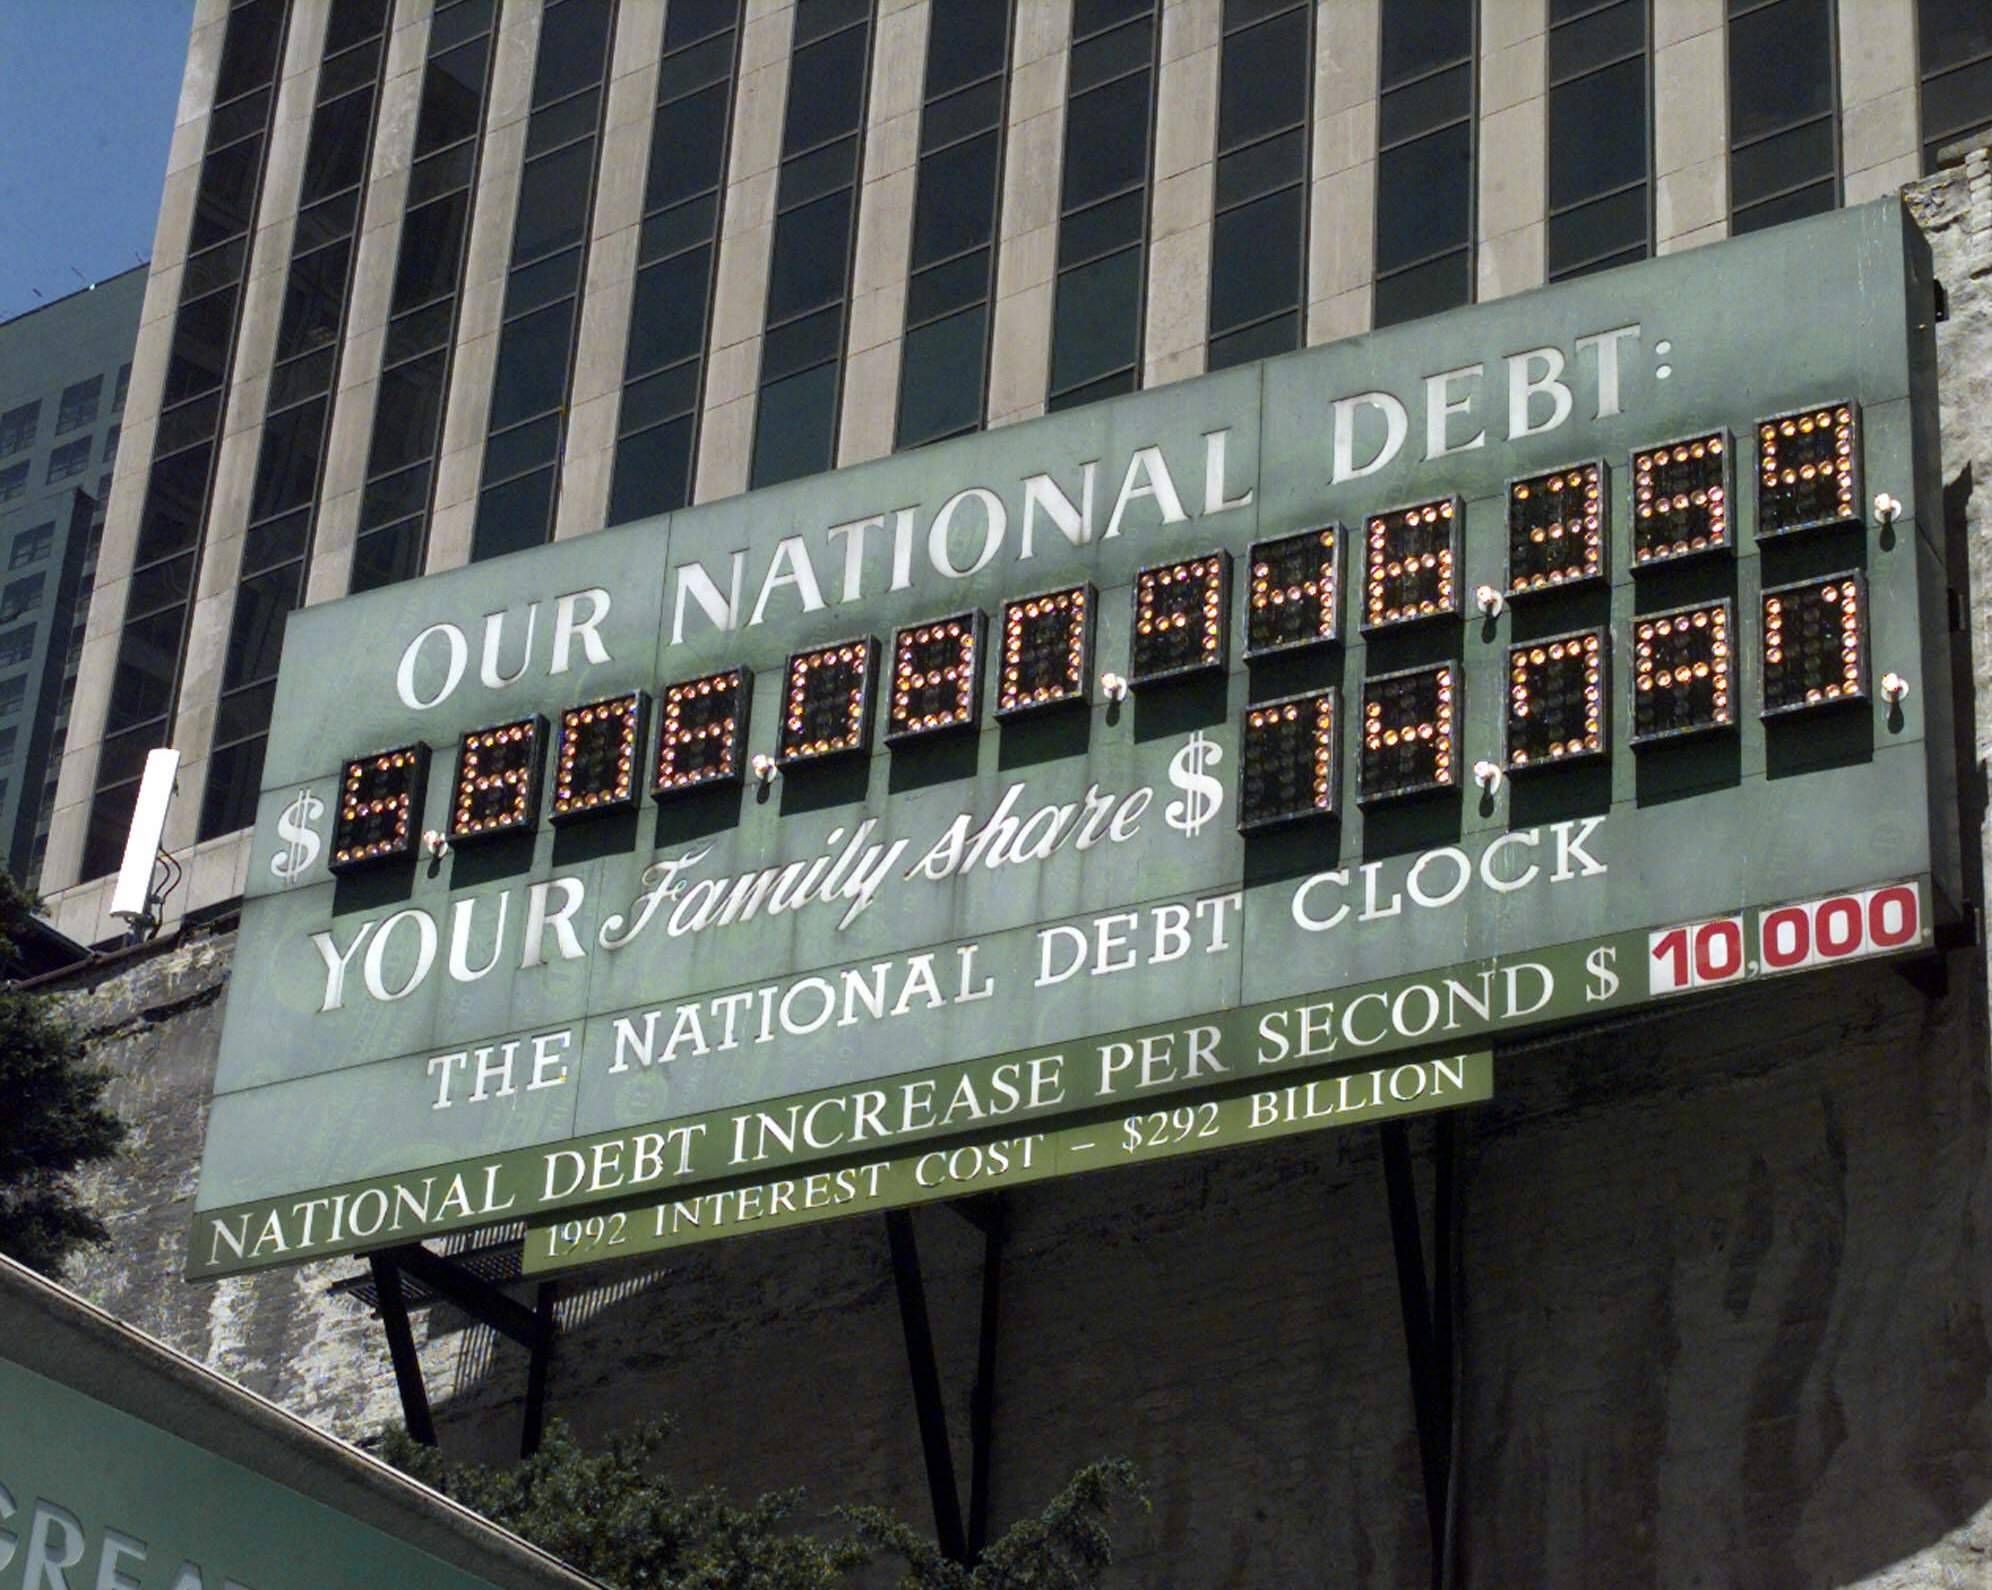 OUR NATIONAL DEBT:
$5,606,080,946,368.
YOUR Family share $74,090.
THE NATIONAL DEBT CLOCK
NATIONAL DEBT INCREASE PER SECOND $10,000.
1992 INTEREST COST – $292 BILLION